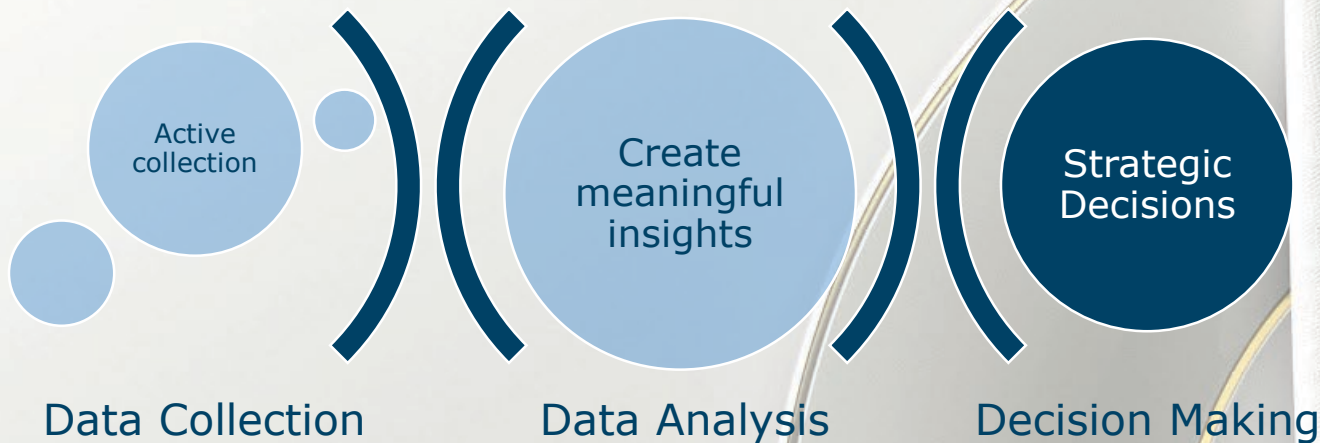 Active
collection
Create
meaningful
insights
Strategic
Decisions
Data Collection
Data Analysis
Decision Making